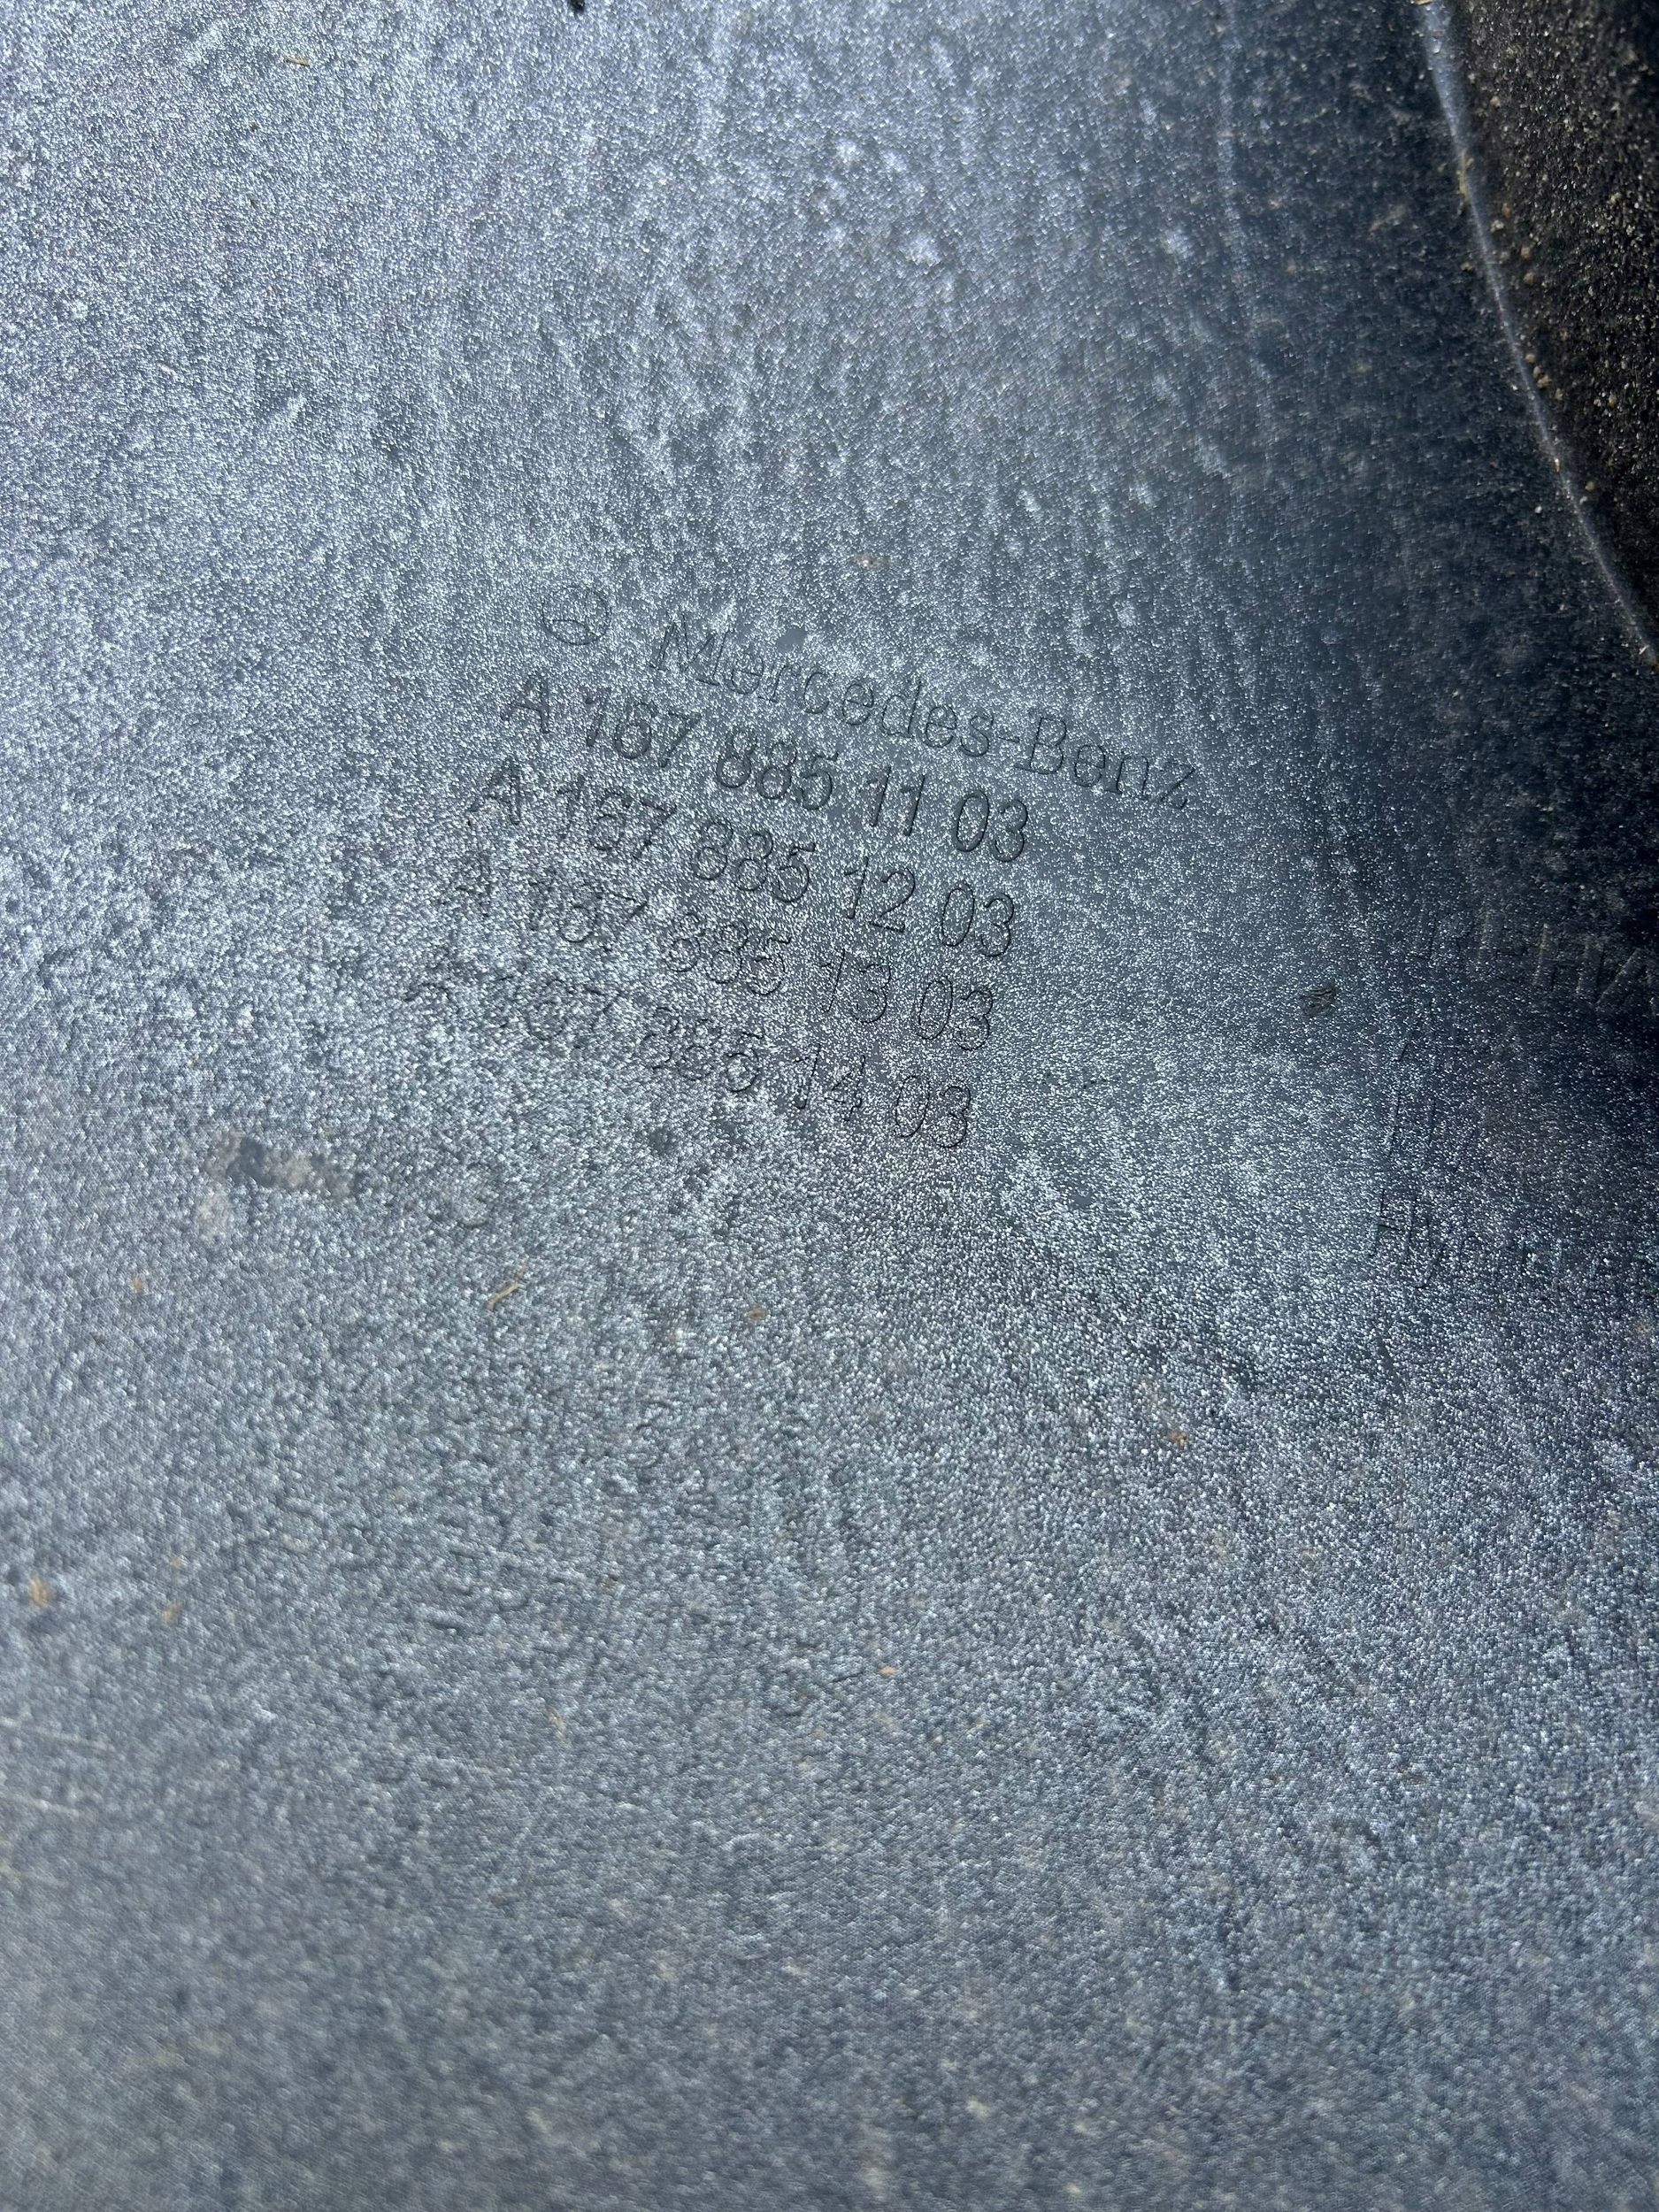 Mercedes-Benz
A 167 885 11 03
A 167 885 12 03
A 167 885 13 03
A 167 885 14 03